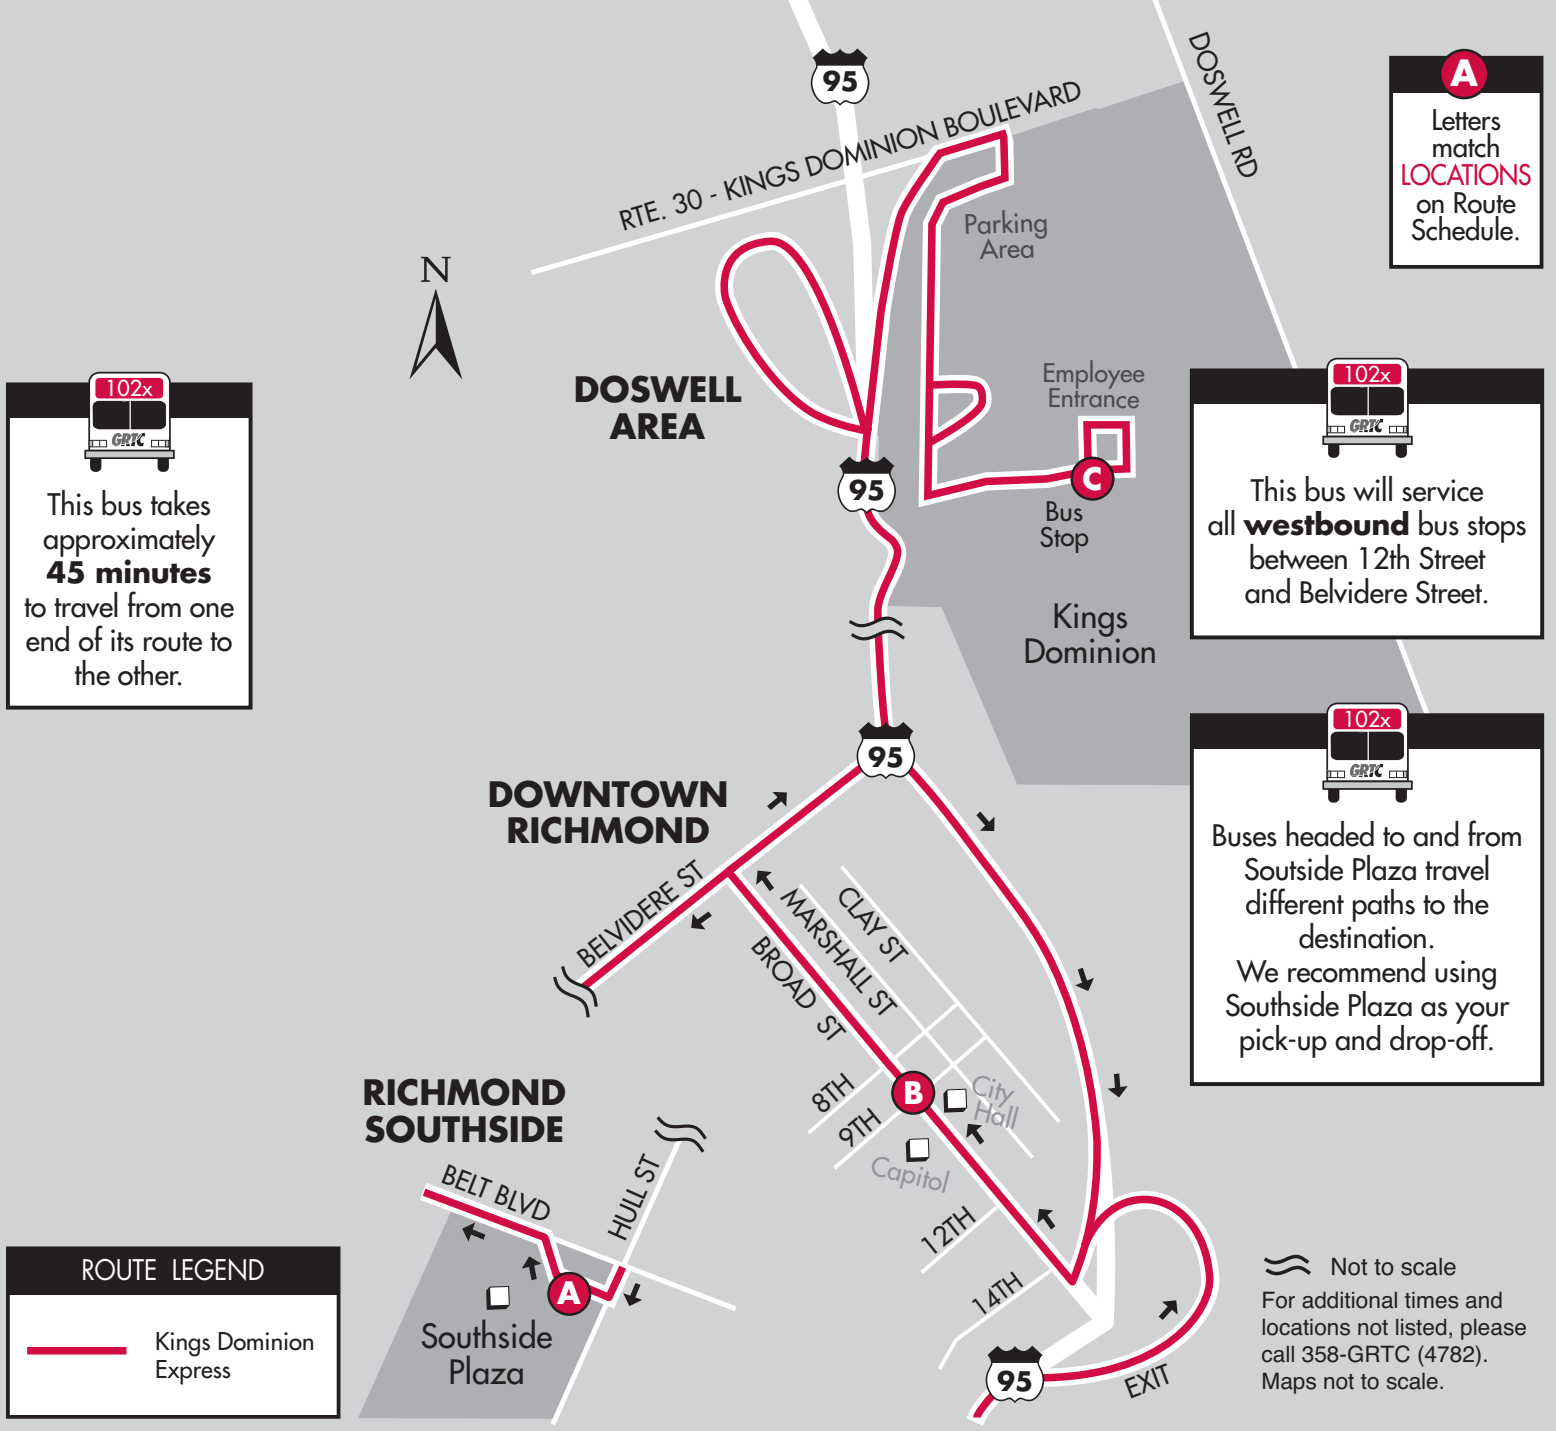 95
RTE. 30 - KINGS DOMINION BOULEVARD
DOSWELL RD
A
Letters
match
LOCATIONS
on Route
Schedule.
Parking
Area
N
DOSWELL
AREA
Employee
Entrance
C
Bus
Stop
95
Kings
Dominion
102x
GRTC
This bus takes
approximately
45 minutes
to travel from one
end of its route to
the other.
102x
GRTC
This bus will service
all westbound bus stops
between 12th Street
and Belvidere Street.
102x
GRTC
Buses headed to and from
Soutside Plaza travel
different paths to the
destination.
We recommend using
Southside Plaza as your
pick-up and drop-off.
95
DOWNTOWN
RICHMOND
BELVIDERE ST
CLAY ST
MARSHALL ST
BROAD ST
8TH
9TH
B
City
Hall
Capitol
12TH
14TH
95
EXIT
RICHMOND
SOUTHSIDE
BELT BLVD
HULL ST
A
Southside
Plaza
ROUTE LEGEND
Kings Dominion
Express
Not to scale
For additional times and
locations not listed, please
call 358-GRTC (4782).
Maps not to scale.